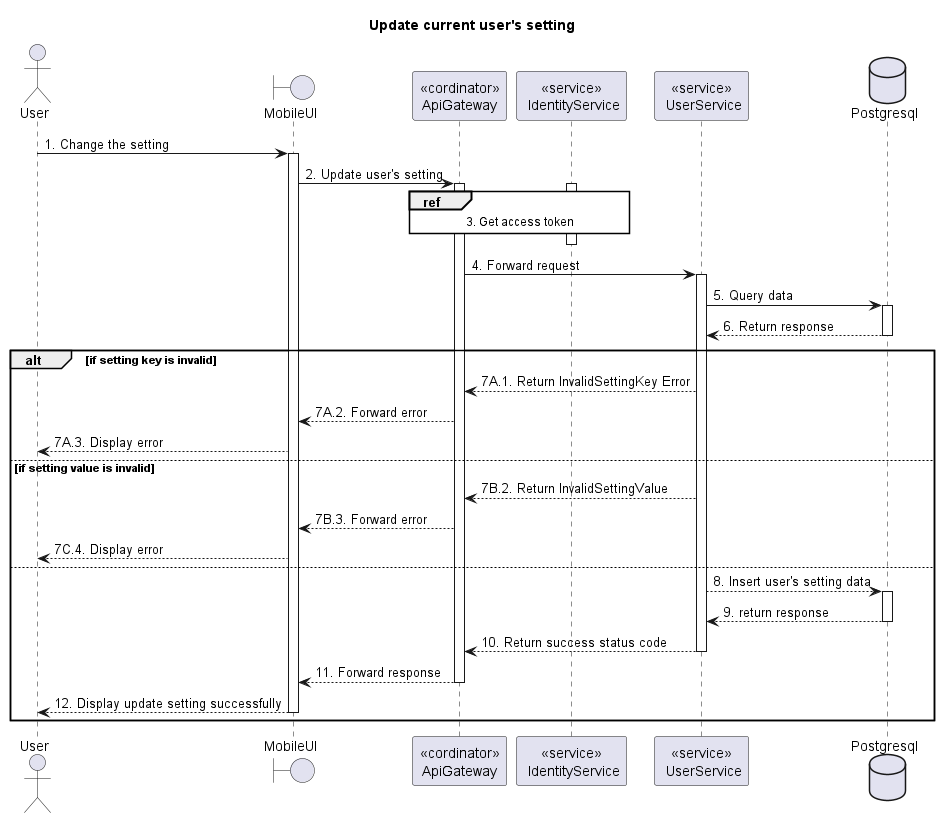 Update current user's setting
User
MobileUI
«cordinator»
ApiGateway
«service»
IdentityService
«service»
UserService
Postgresql
1. Change the setting
2. Update user's setting
ref
3. Get access token
4. Forward request
5. Query data
6. Return response
alt
[if setting key is invalid]
7A.1. Return InvalidSettingKey Error
7A.2. Forward error
7A.3. Display error
[if setting value is invalid]
7B.2. Return InvalidSettingValue
7B.3. Forward error
7C.4. Display error
8. Insert user's setting data
9. return response
10. Return success status code
11. Forward response
12. Display update setting successfully
User
MobileUI
«cordinator»
ApiGateway
«service»
IdentityService
«service»
UserService
Postgresql